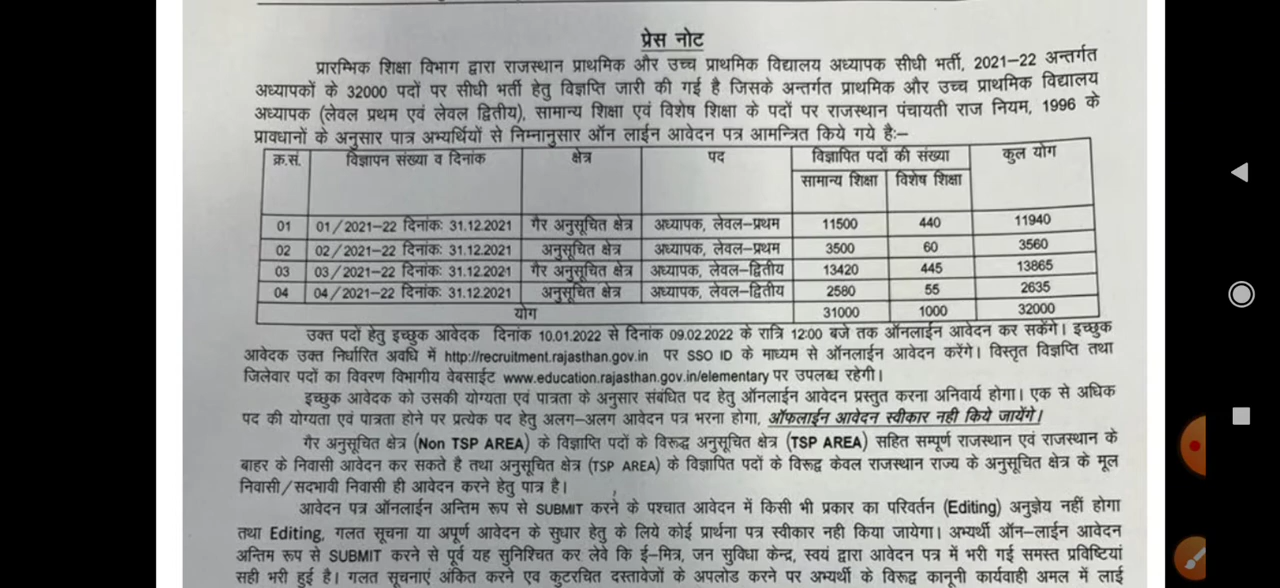 प्रेस नोट
प्रारम्भिक शिक्षा विभाग द्वारा राजस्थान प्राथमिक और उच्च प्राथमिक विद्यालय अध्यापक सीधी भर्ती, 2021-22 अन्तर्गत
अध्यापकों के 32000 पदों पर सीधी भर्ती हेतु विज्ञप्ति जारी की गई है जिसके अन्तर्गत प्राथमिक और उच्च प्राथमिक विद्यालय
अध्यापक (लेवल प्रथम एवं लेवल द्वितीय), सामान्य शिक्षा एवं विशेष शिक्षा के पदों पर राजस्थान पंचायती राज नियम, 1996 के
प्रावधानों के अनुसार पात्र अभ्यर्थियों से निम्नानुसार ऑन लाईन आवेदन पत्र आमन्त्रित किये गये है:–
क्र.सं. विज्ञापन संख्या व दिनांक क्षेत्र पद विज्ञापित पदों की संख्या कुल योग
सामान्य शिक्षा विशेष शिक्षा
01 01/2021-22 दिनांक: 31.12.2021 गैर अनुसूचित क्षेत्र अध्यापक, लेवल-प्रथम 11500 440 11940
02 02/2021-22 दिनांक: 31.12.2021 अनुसूचित क्षेत्र अध्यापक, लेवल-प्रथम 3500 60 3560
03 03/2021-22 दिनांक: 31.12.2021 गैर अनुसूचित क्षेत्र अध्यापक, लेवल-द्वितीय 13420 445 13865
04 04/2021-22 दिनांक: 31.12.2021 अनुसूचित क्षेत्र अध्यापक, लेवल-द्वितीय 2580 55 2635
योग 31000 1000 32000
उक्त पदों हेतु इच्छुक आवेदक दिनांक 10.01.2022 से दिनांक 09.02.2022 के रात्रि 12:00 बजे तक ऑनलाईन आवेदन कर सकेंगे। इच्छुक
आवेदक उक्त निर्धारित अवधि में http://recruitment.rajasthan.gov.in पर SSO ID के माध्यम से ऑनलाईन आवेदन करेंगे। विस्तृत विज्ञप्ति तथा
जिलेवार पदों का विवरण विभागीय वेबसाईट www.education.rajasthan.gov.in/elementary पर उपलब्ध रहेगी।
इच्छुक आवेदक को उसकी योग्यता एवं पात्रता के अनुसार संबंधित पद हेतु ऑनलाईन आवेदन प्रस्तुत करना अनिवार्य होगा। एक से अधिक
पद की योग्यता एवं पात्रता होने पर प्रत्येक पद हेतु अलग-अलग आवेदन पत्र भरना होगा, ऑफलाईन आवेदन स्वीकार नही किये जायेंगे।
गैर अनुसूचित क्षेत्र (Non TSP AREA) के विज्ञाप्ति पदों के विरूद्ध अनुसूचित क्षेत्र (TSP AREA) सहित सम्पूर्ण राजस्थान एवं राजस्थान के
बाहर के निवासी आवेदन कर सकते है तथा अनुसूचित क्षेत्र (TSP AREA) के विज्ञापित पदों के विरूद्व केवल राजस्थान राज्य के अनुसूचित क्षेत्र के मूल
निवासी/सदभावी निवासी ही आवेदन करने हेतु पात्र है।
आवेदन पत्र ऑनलाईन अन्तिम रूप से SUBMIT करने के पश्चात आवेदन में किसी भी प्रकार का परिवर्तन (Editing) अनुज्ञेय नहीं होगा
तथा Editing, गलत सूचना या अपूर्ण आवेदन के सुधार हेतु के लिये कोई प्रार्थना पत्र स्वीकार नही किया जायेगा। अभ्यर्थी ऑन-लाईन आवेदन
अन्तिम रूप से SUBMIT करने से पूर्व यह सुनिश्चित कर लेवे कि ई-मित्र, जन सुविधा केन्द्र, स्वयं द्वारा आवेदन पत्र में भरी गई समस्त प्रविष्टियां
सही भरी हुई है। गलत सूचनाएं अंकित करने एव कुटरचित दस्तावेजों के अपलोड करने पर अभ्यर्थी के विरूद्व कानूनी कार्यवाही अमल में लाई